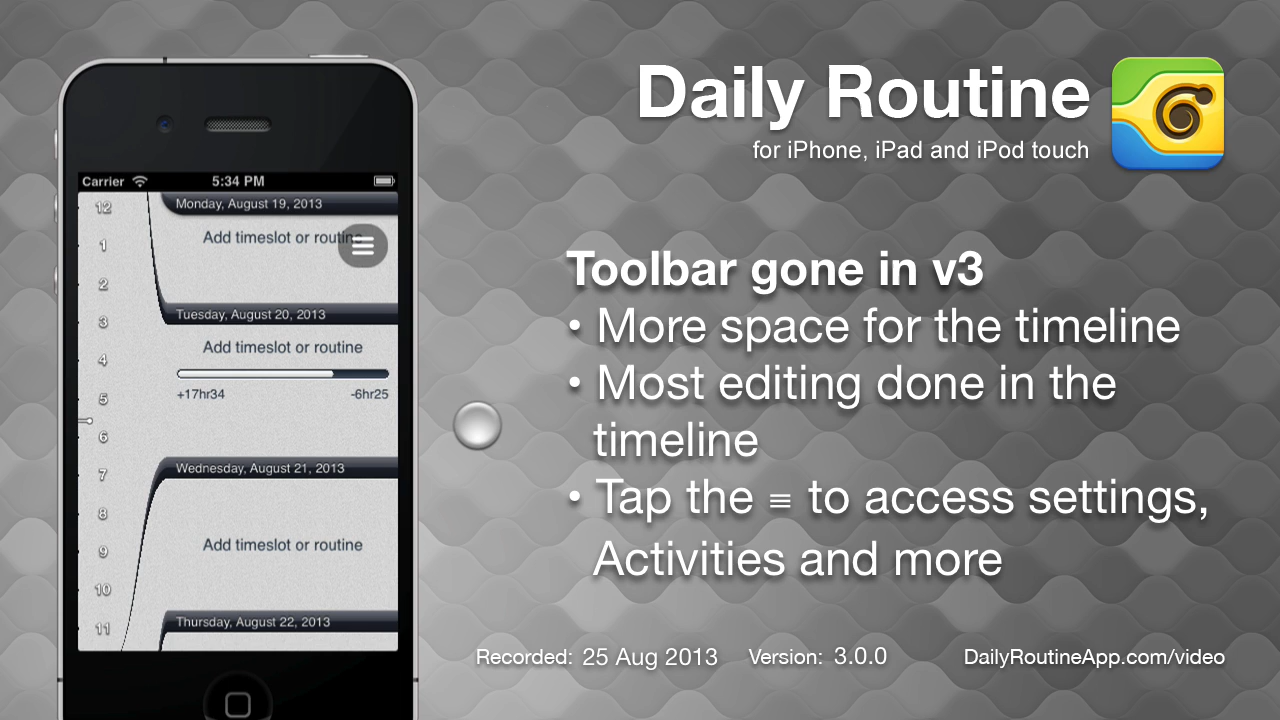 Daily Routine
for iPhone, iPad and iPod touch
Carrier 5:34 PM
12
Monday, August 19, 2013
Add timeslot or routine
1
2
Tuesday, August 20, 2013
3
Add timeslot or routine
4
+17hr34 -6hr25
5
6
Wednesday, August 21, 2013
7
8
Add timeslot or routine
9
10
Thursday, August 22, 2013
11
Toolbar gone in v3
• More space for the timeline
• Most editing done in the
timeline
• Tap the ≡ to access settings,
Activities and more
Recorded: 25 Aug 2013 Version: 3.0.0 DailyRoutineApp.com/video